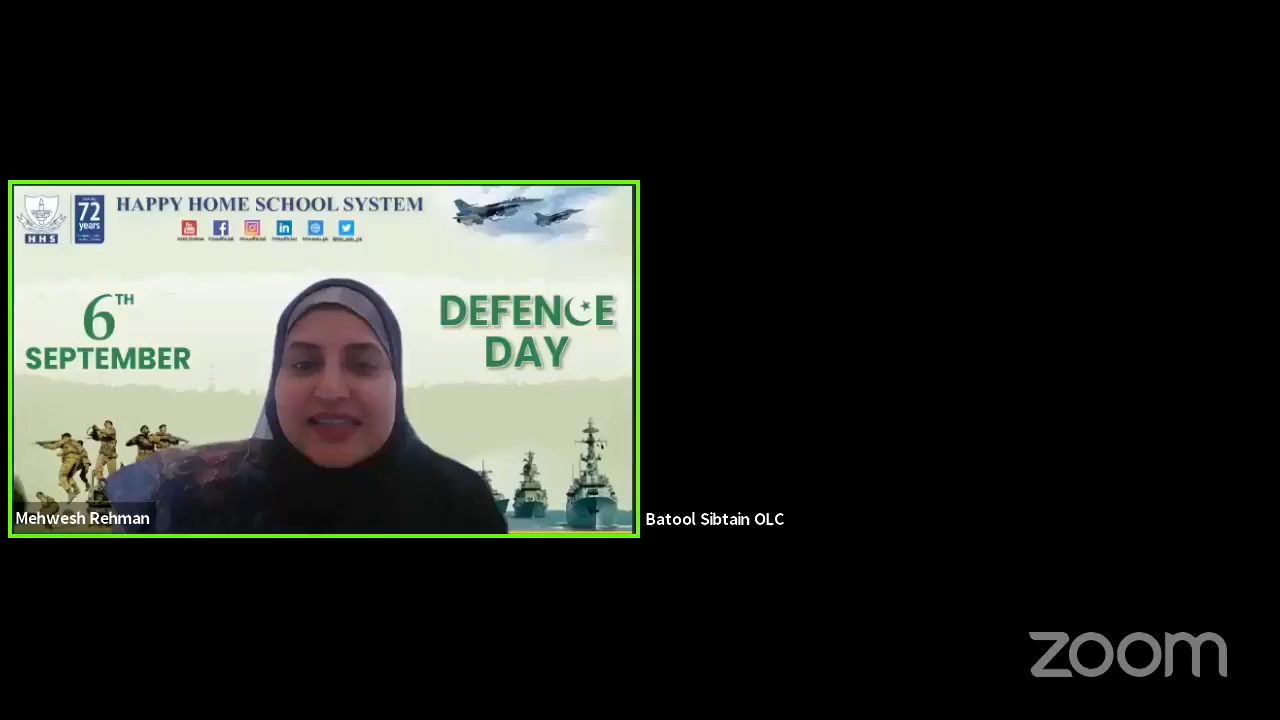 HAPPY HOME SCHOOL SYSTEM
72
years
HHS
6TH
SEPTEMBER
DEFENCE
DAY
Mehwesh Rehman
Batool Sibtain OLC
zoom